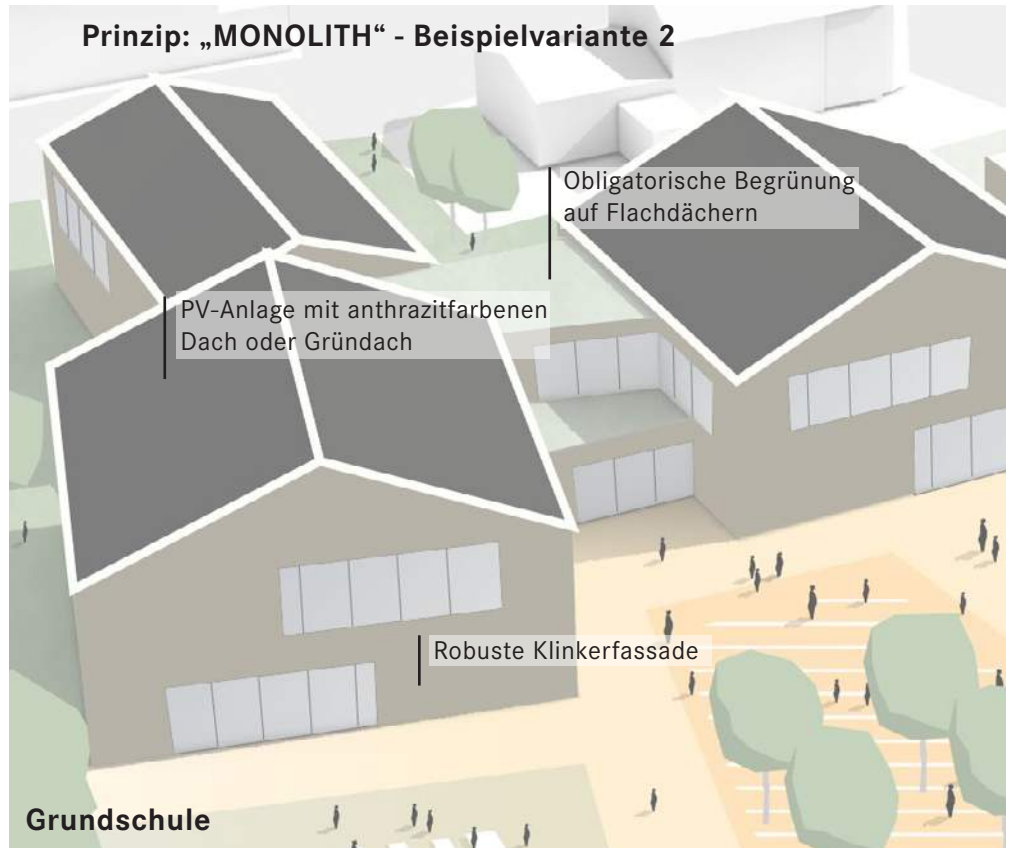 Prinzip: „MONOLITH“ - Beispielvariante 2
Obligatorische Begrünung
auf Flachdächern
PV-Anlage mit anthrazitfarbenen
Dach oder Gründach
Robuste Klinkerfassade
Grundschule